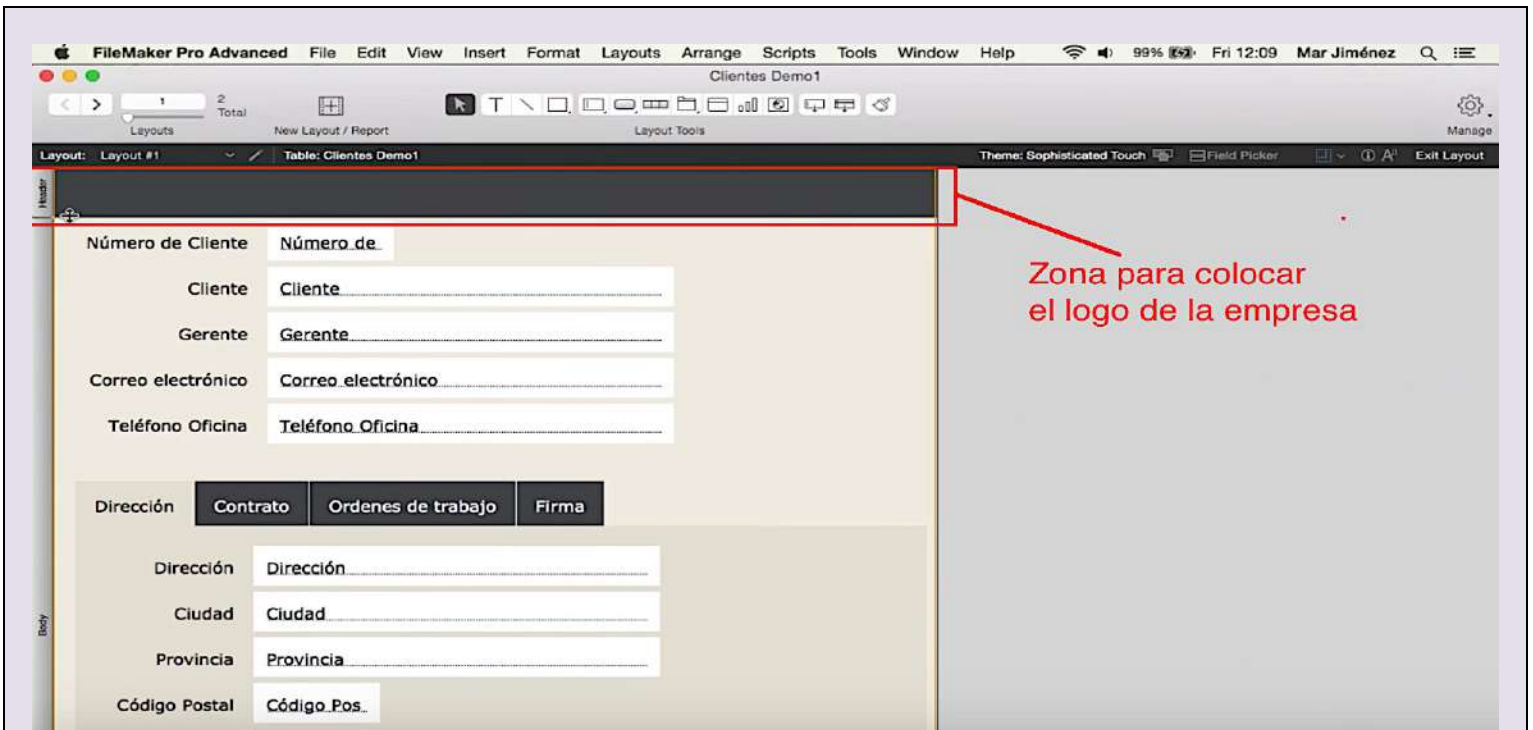 FileMaker Pro Advanced File Edit View Insert Format Layouts Arrange Scripts Tools Window Help 99% Fri 12:09 Mar Jiménez
Clientes Demo1
1 2 Total
Layouts New Layout / Report Layout Tools Manage
Layout: Layout #1 Table: Clientes Demo1 Theme: Sophisticated Touch Field Picker Exit Layout
Header
Número de Cliente Número de
Cliente Cliente
Gerente Gerente
Correo electrónico Correo electrónico
Teléfono Oficina Teléfono Oficina
Zona para colocar
el logo de la empresa
Dirección Contrato Ordenes de trabajo Firma
Dirección Dirección
Ciudad Ciudad
Provincia Provincia
Código Postal Código Pos
Body